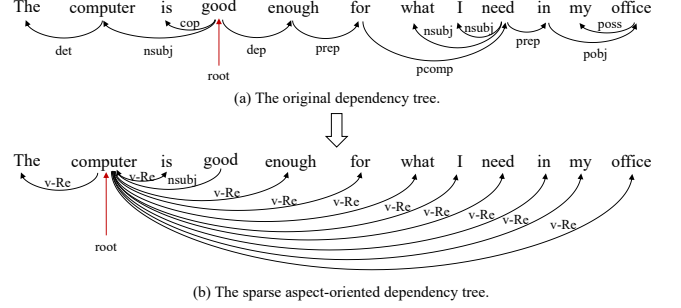 The computer is good enough for what I need in my office
cop nsubj nsubj poss
det nsubj dep prep prep pobj
pcomp
root
(a) The original dependency tree.
The computer is good enough for what I need in my office
v-Re v-Re nsubj v-Re v-Re v-Re v-Re v-Re v-Re v-Re
root
(b) The sparse aspect-oriented dependency tree.